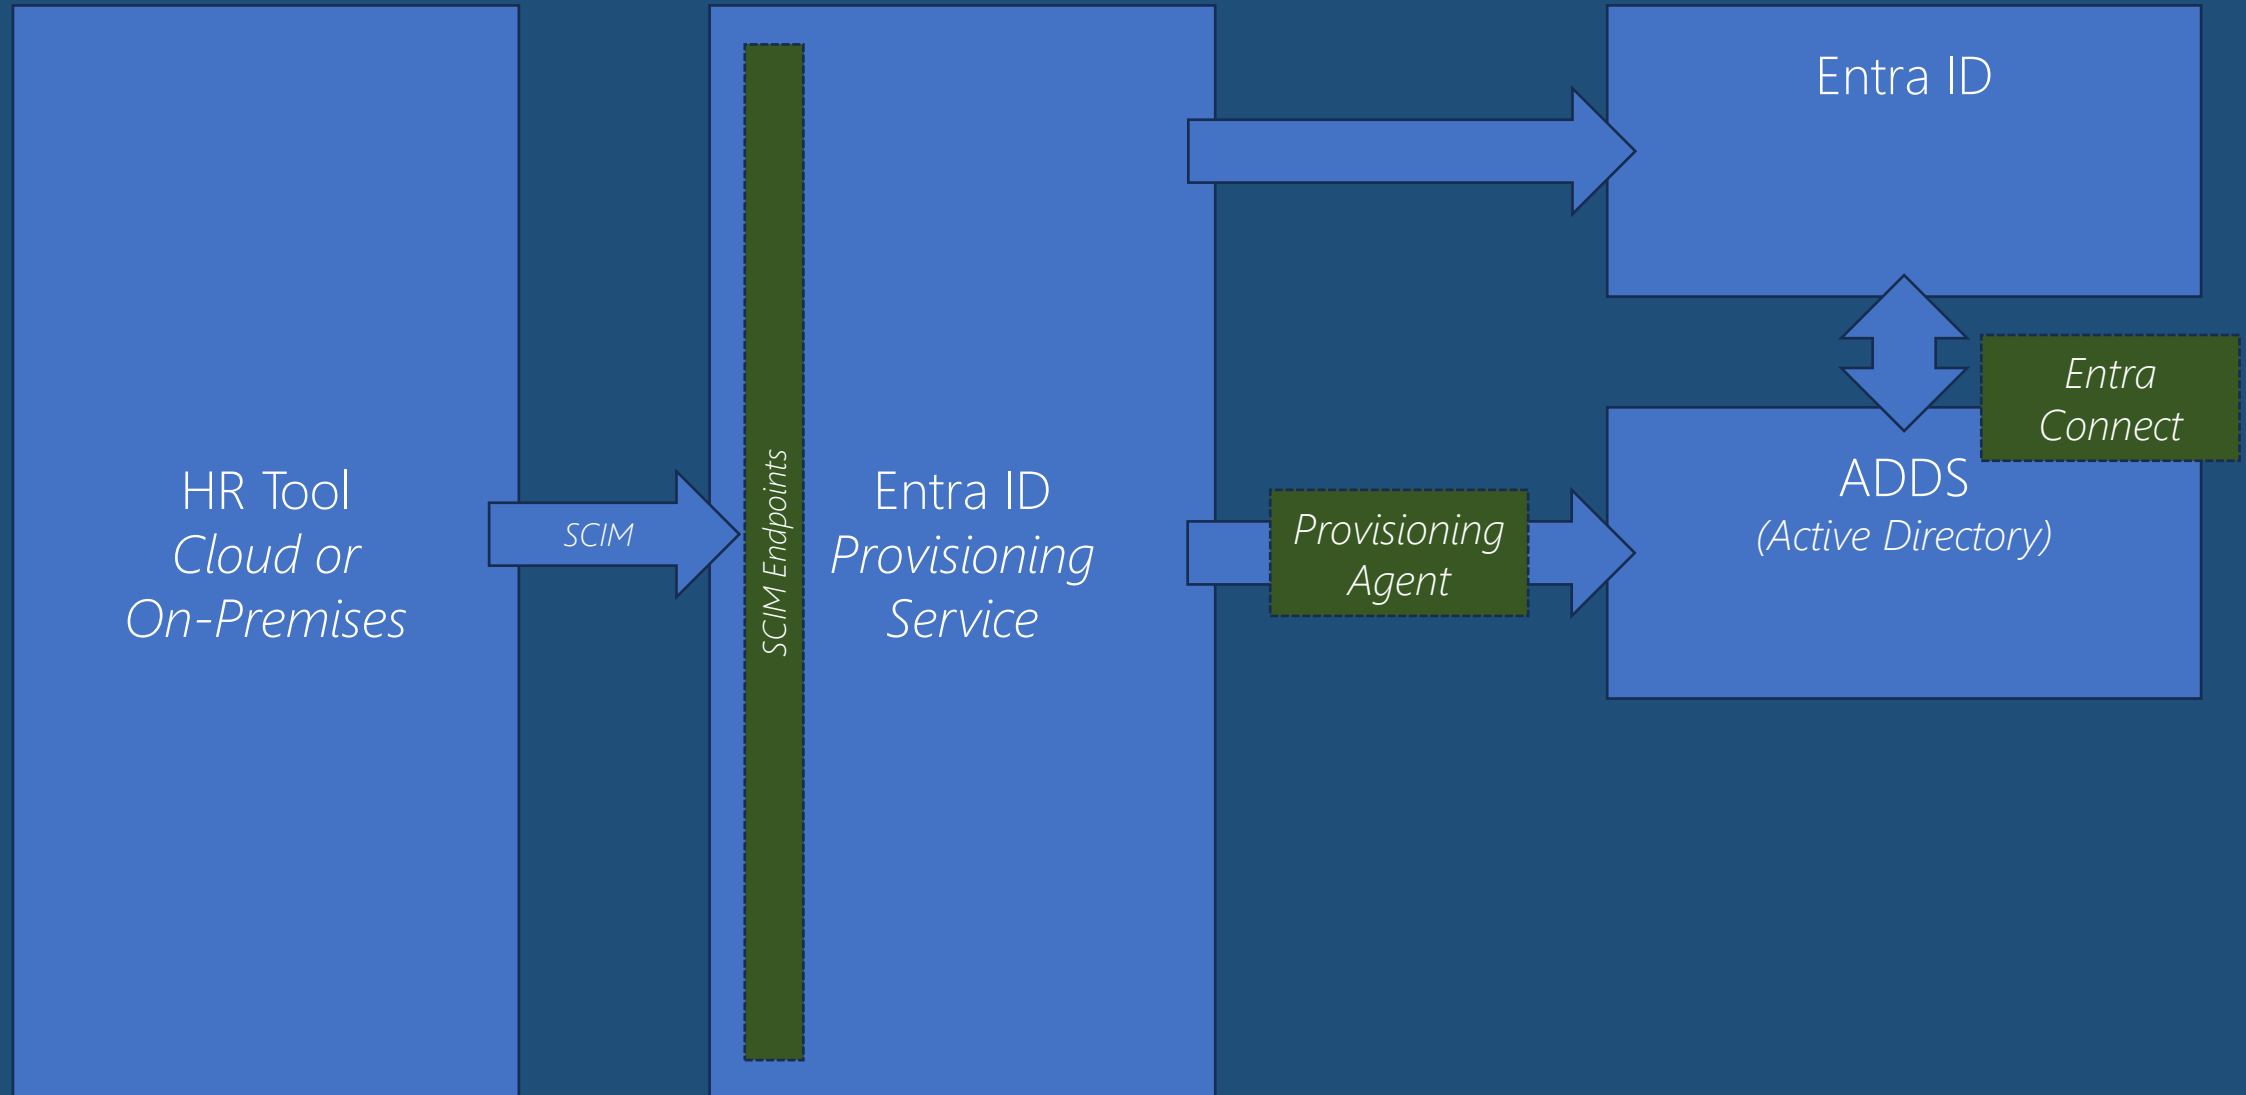 HR Tool
Cloud or
On-Premises
SCIM
SCIM Endpoints
Entra ID
Provisioning
Service
Provisioning
Agent
Entra ID
Entra
Connect
ADDS
(Active Directory)